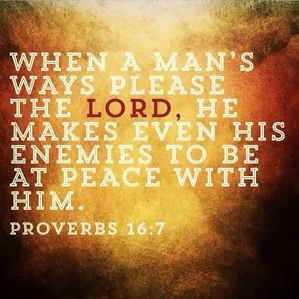 WHEN A MAN'S
WAYS PLEASE
THE LORD, HE
MAKES EVEN HIS
ENEMIES TO BE
AT PEACE WITH
HIM.
PROVERBS 16:7